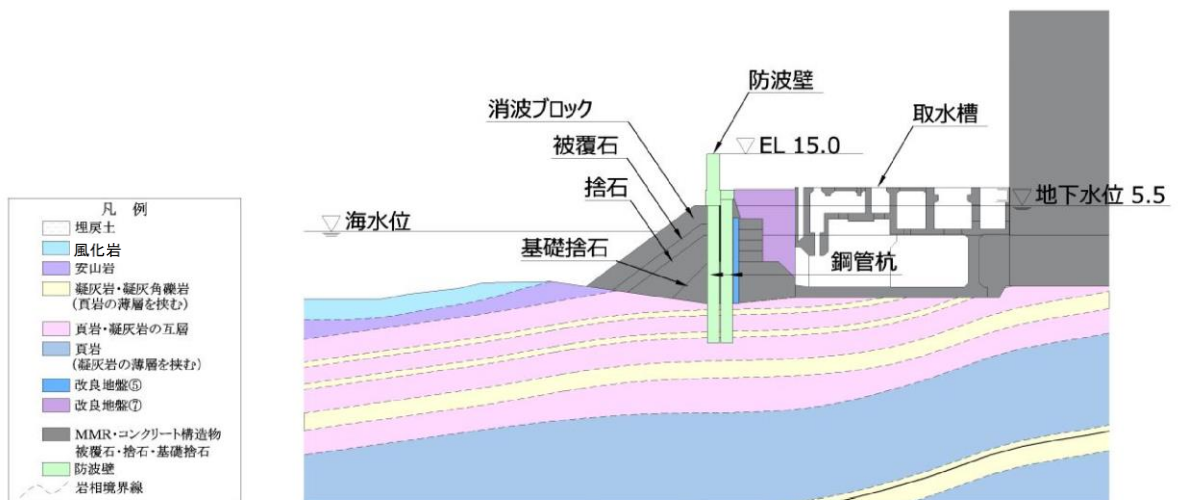 防波壁
消波ブロック
被覆石
捨石
基礎捨石
海水位
EL 15.0
取水槽
地下水位 5.5
鋼管杭
凡 例
埋戻土
風化岩
安山岩
凝灰岩・凝灰角礫岩
(頁岩の薄層を挟む)
頁岩・凝灰岩の互層
頁岩
(凝灰岩の薄層を挟む)
改良地盤⑤
改良地盤⑦
MMR・コンクリート構造物
被覆石・捨石・基礎捨石
防波壁
岩相境界線